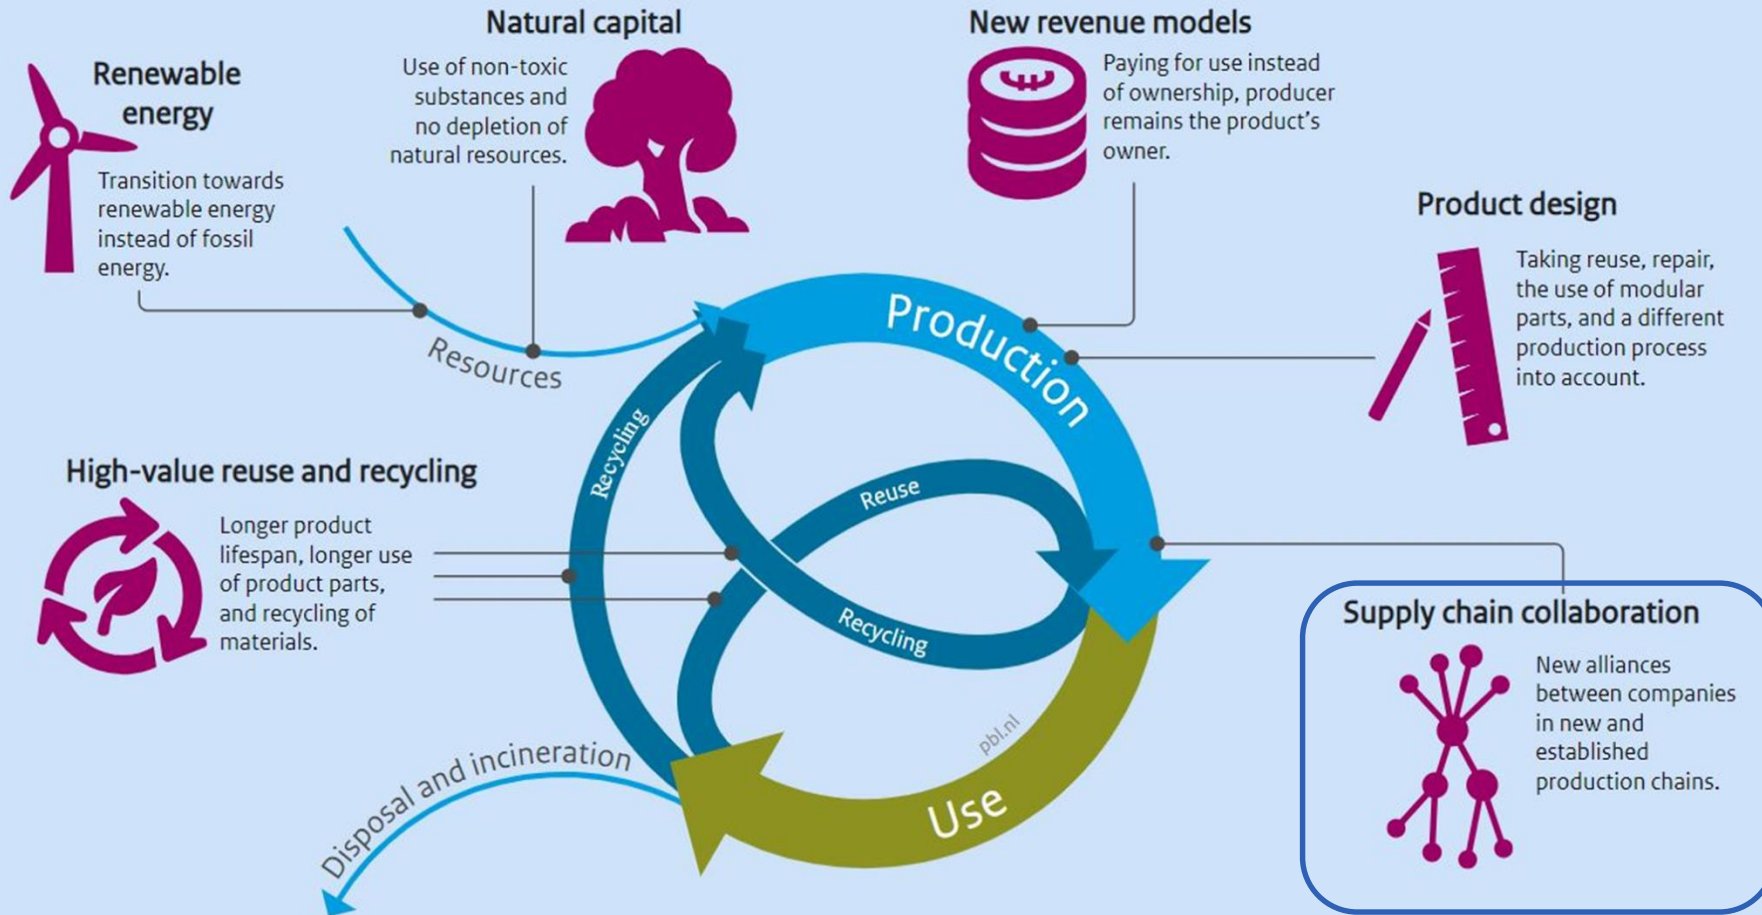 Natural capital
New revenue models
Renewable
energy
Use of non-toxic
substances and
no depletion of
natural resources.
Paying for use instead
of ownership, producer
remains the product's
owner.
Transition towards
renewable energy
instead of fossil
energy.
Product design
Taking reuse, repair,
the use of modular
parts, and a different
production process
into account.
Resources
Production
Recycling
High-value reuse and recycling
Longer product
lifespan, longer use
of product parts,
and recycling of
materials.
Reuse
Recycling
Supply chain collaboration
New alliances
between companies
in new and
established
production chains.
pbl.nl
Disposal and incineration
Use